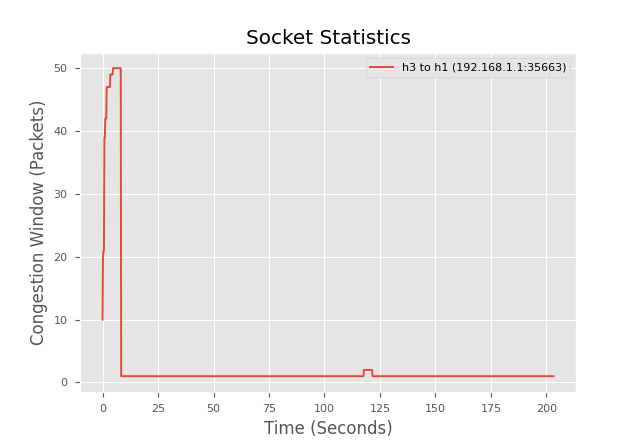 Socket Statistics
h3 to h1 (192.168.1.1:35663)
Congestion Window (Packets)
50
40
30
20
10
0
0 25 50 75 100 125 150 175 200
Time (Seconds)